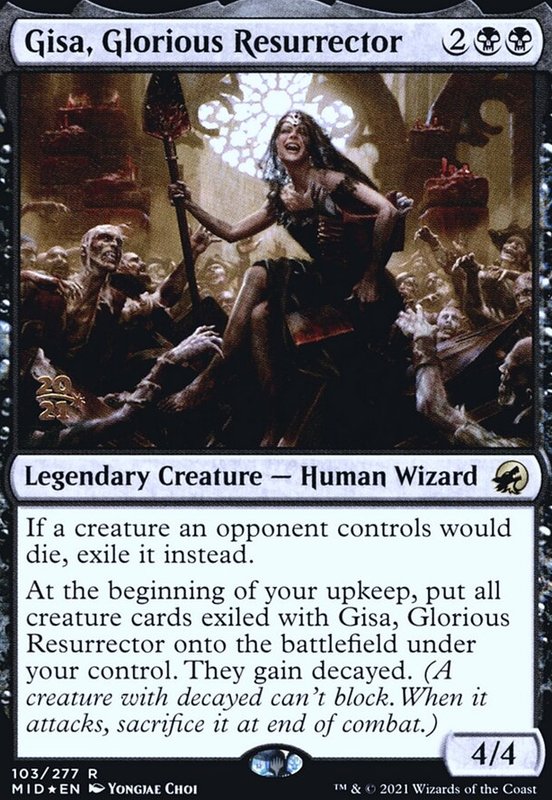 Gisa, Glorious Resurrector 2
20
21
Legendary Creature — Human Wizard
If a creature an opponent controls would
die, exile it instead.
At the beginning of your upkeep, put all
creature cards exiled with Gisa, Glorious
Resurrector onto the battlefield under
your control. They gain decayed. (A
creature with decayed can't block. When it
attacks, sacrifice it at end of combat.)
4/4
103/277 R
MID★EN Yongjae Choi
™ & © 2021 Wizards of the Coast